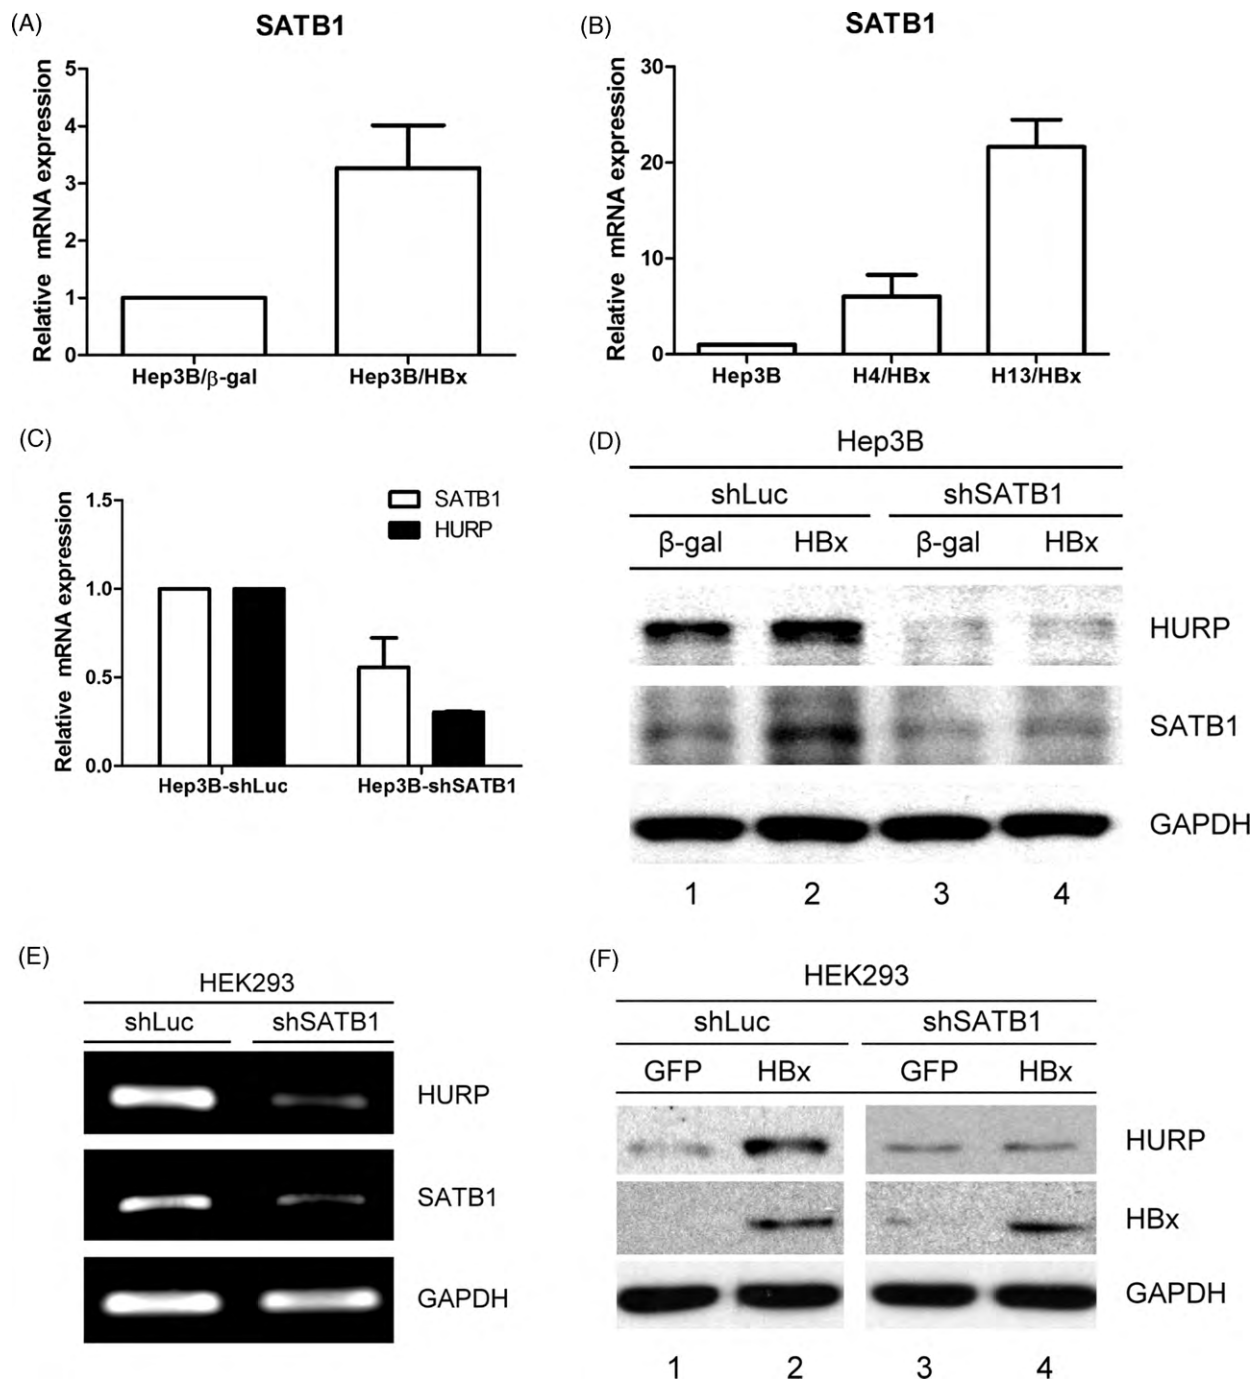 (A)
SATB1
Relative mRNA expression
5
4
3
2
1
0
Hep3B/β-gal
Hep3B/HBx
(B)
SATB1
Relative mRNA expression
30
20
10
0
Hep3B
H4/HBx
H13/HBx
(C)
Relative mRNA expression
1.5
1.0
0.5
0.0
SATB1
HURP
Hep3B-shLuc
Hep3B-shSATB1
(D)
Hep3B
shLuc shSATB1
β-gal HBx β-gal HBx
HURP
SATB1
GAPDH
1 2 3 4
(E)
HEK293
shLuc shSATB1
HURP
SATB1
GAPDH
(F)
HEK293
shLuc shSATB1
GFP HBx GFP HBx
HURP
HBx
GAPDH
1 2 3 4